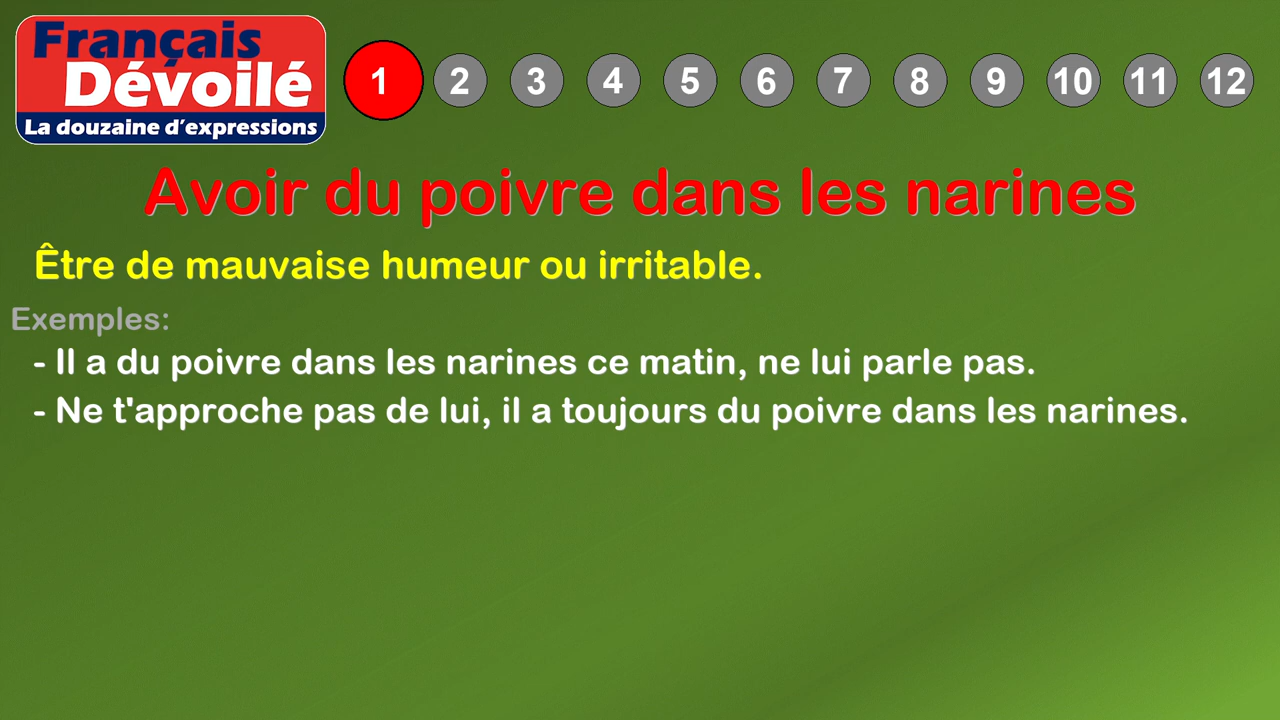 Français
Dévoilé
La douzaine d'expressions
1 2 3 4 5 6 7 8 9 10 11 12
Avoir du poivre dans les narines
Être de mauvaise humeur ou irritable.
Exemples:
- Il a du poivre dans les narines ce matin, ne lui parle pas.
- Ne t'approche pas de lui, il a toujours du poivre dans les narines.